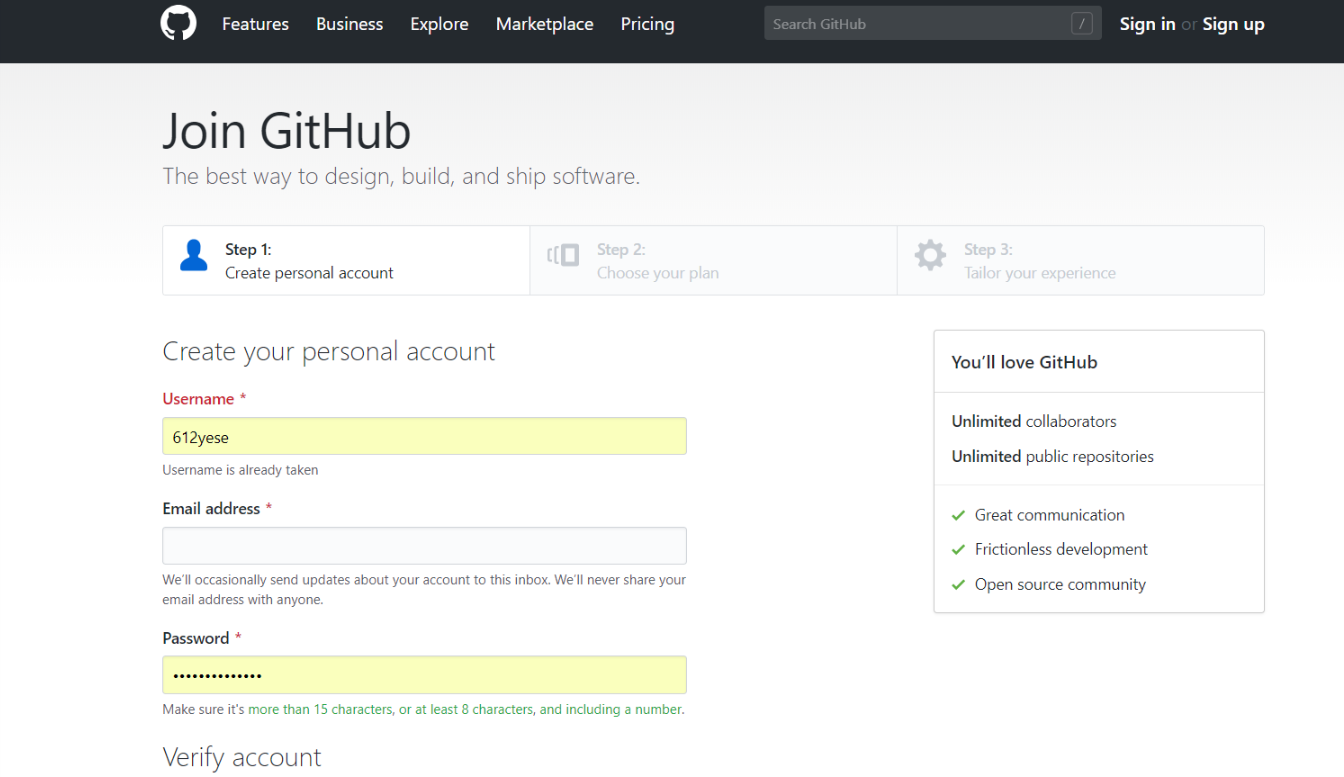 Features Business Explore Marketplace Pricing Search GitHub / Sign in or Sign up
Join GitHub
The best way to design, build, and ship software.
Step 1:
Create personal account
Step 2:
Choose your plan
Step 3:
Tailor your experience
Create your personal account
Username *
612yese
Username is already taken
Email address *
We'll occasionally send updates about your account to this inbox. We'll never share your
email address with anyone.
Password *
••••••••••••••
Make sure it's more than 15 characters, or at least 8 characters, and including a number.
Verify account
You'll love GitHub
Unlimited collaborators
Unlimited public repositories
Great communication
Frictionless development
Open source community